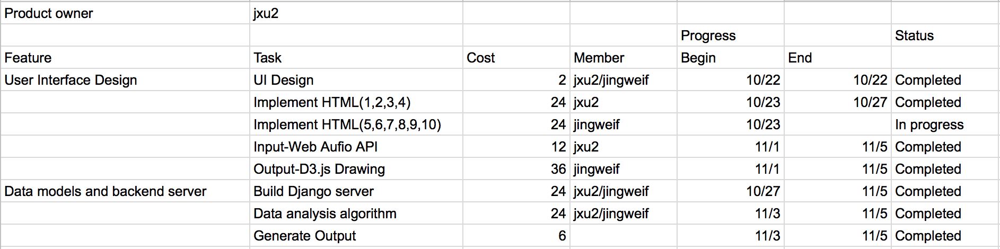 Product owner jxu2
Progress Status
Feature Task Cost Member Begin End
User Interface Design UI Design 2 jxu2/jingweif 10/22 10/22 Completed
Implement HTML(1,2,3,4) 24 jxu2 10/23 10/27 Completed
Implement HTML(5,6,7,8,9,10) 24 jingweif 10/23 In progress
Input-Web Aufio API 12 jxu2 11/1 11/5 Completed
Output-D3.js Drawing 36 jingweif 11/1 11/5 Completed
Data models and backend server Build Django server 24 jxu2/jingweif 10/27 11/5 Completed
Data analysis algorithm 24 jxu2/jingweif 11/3 11/5 Completed
Generate Output 6 11/3 11/5 Completed